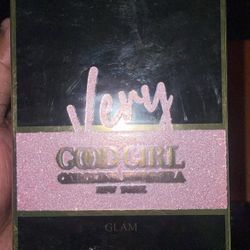 Very
GOOD GIRL
CAROLINA HERRERA
NEW YORK
GLAM